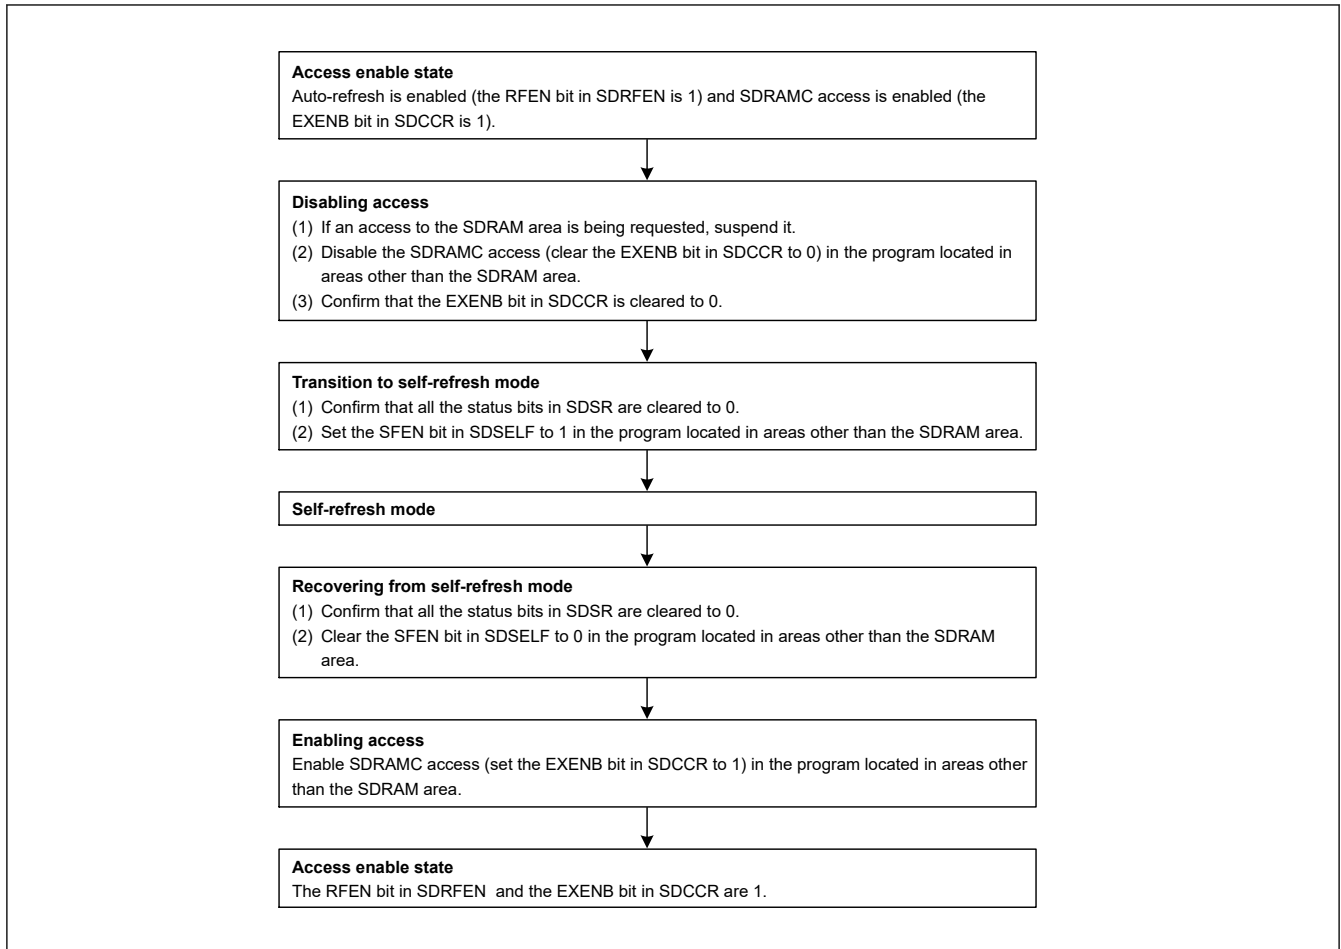 Access enable state
Auto-refresh is enabled (the RFEN bit in SDRFEN is 1) and SDRAMC access is enabled (the
EXENB bit in SDCCR is 1).
Disabling access
(1) If an access to the SDRAM area is being requested, suspend it.
(2) Disable the SDRAMC access (clear the EXENB bit in SDCCR to 0) in the program located in
areas other than the SDRAM area.
(3) Confirm that the EXENB bit in SDCCR is cleared to 0.
Transition to self-refresh mode
(1) Confirm that all the status bits in SDSR are cleared to 0.
(2) Set the SFEN bit in SDSELF to 1 in the program located in areas other than the SDRAM area.
Self-refresh mode
Recovering from self-refresh mode
(1) Confirm that all the status bits in SDSR are cleared to 0.
(2) Clear the SFEN bit in SDSELF to 0 in the program located in areas other than the SDRAM
area.
Enabling access
Enable SDRAMC access (set the EXENB bit in SDCCR to 1) in the program located in areas other
than the SDRAM area.
Access enable state
The RFEN bit in SDRFEN and the EXENB bit in SDCCR are 1.